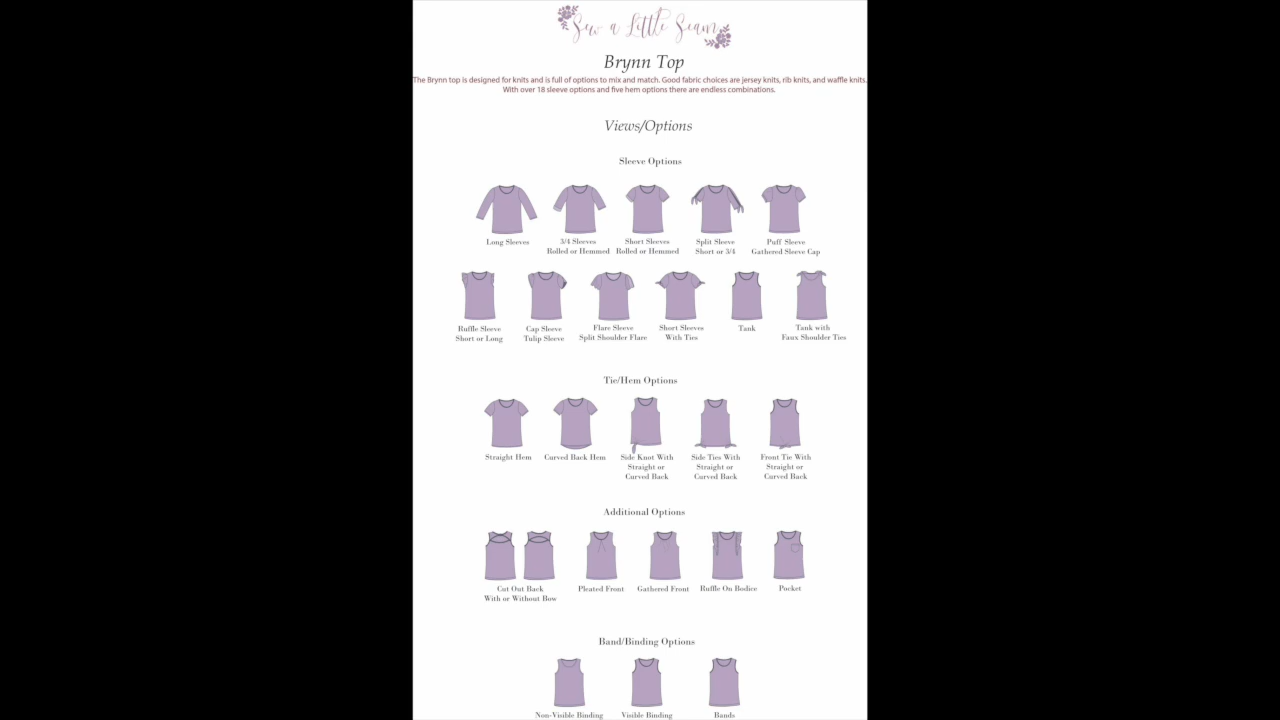 Sew a Little Seam
Brynn Top
The Brynn top is designed for knits and is full of options to mix and match. Good fabric choices are jersey knits, rib knits, and waffle knits.
With over 18 sleeve options and five hem options there are endless combinations.
Views/Options
Sleeve Options
Long Sleeves
3/4 Sleeves
Rolled or Hemmed
Short Sleeves
Rolled or Hemmed
Split Sleeve
Short or 3/4
Puff Sleeve
Gathered Sleeve Cap
Ruffle Sleeve
Short or Long
Cap Sleeve
Tulip Sleeve
Flare Sleeve
Split Shoulder Flare
Short Sleeves
With Ties
Tank
Tank with
Faux Shoulder Ties
Tie/Hem Options
Straight Hem
Curved Back Hem
Side Knot With
Straight or
Curved Back
Side Ties With
Straight or
Curved Back
Front Tie With
Straight or
Curved Back
Additional Options
Cut Out Back
With or Without Bow
Pleated Front
Gathered Front
Ruffle On Bodice
Pocket
Band/Binding Options
Non-Visible Binding
Visible Binding
Bands